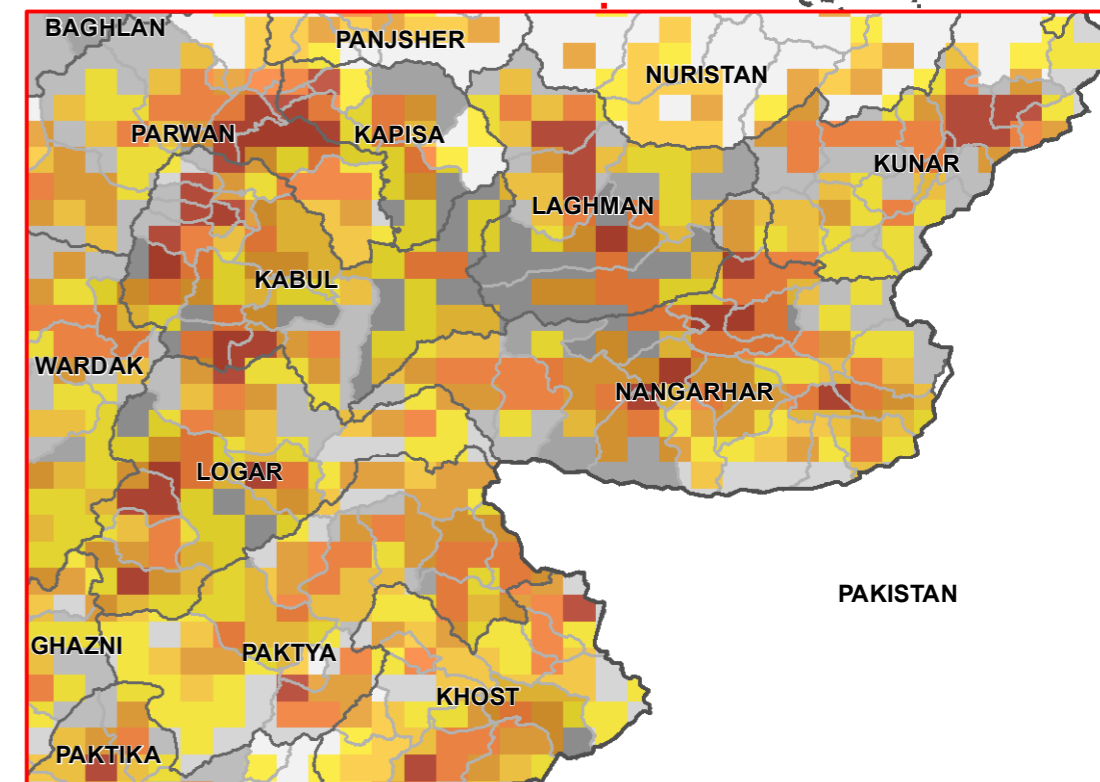 BAGHLAN
PANJSHER
NURISTAN
PARWAN
KAPISA
KUNAR
LAGHMAN
KABUL
WARDAK
NANGARHAR
LOGAR
PAKISTAN
GHAZNI
PAKTYA
KHOST
PAKTIKA